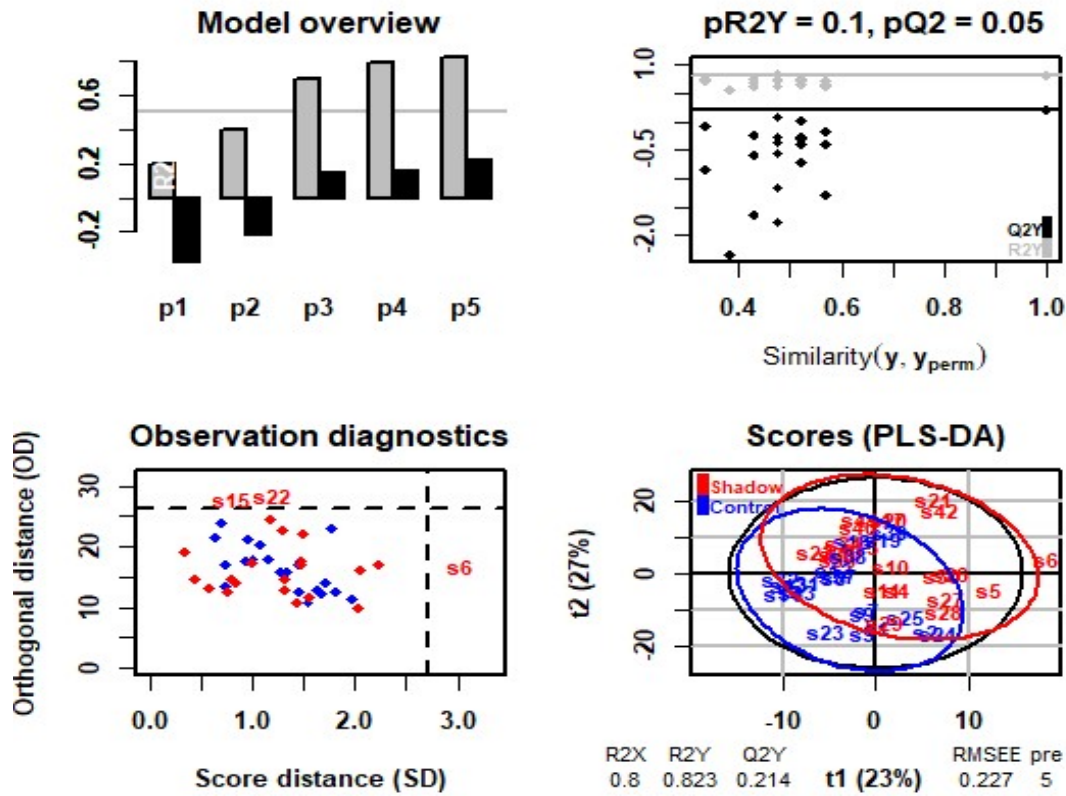 Model overview
0.6
0.2
-0.2
R2
p1 p2 p3 p4 p5
pR2Y = 0.1, pQ2 = 0.05
1.0
-0.5
-2.0
Q2Y
R2Y
0.4 0.6 0.8 1.0
Similarity(y, yperm)
Observation diagnostics
Orthogonal distance (OD)
30
20
10
0
s15 s22
s6
0.0 1.0 2.0 3.0
Score distance (SD)
Scores (PLS-DA)
t2 (27%)
20
0
-20
Shadow
Control
s21
s42
s6
s10
s5
s27
s28
s25
s29
s23
s24
-10 0 10
R2X R2Y Q2Y RMSEE pre
0.8 0.823 0.214 t1 (23%) 0.227 5